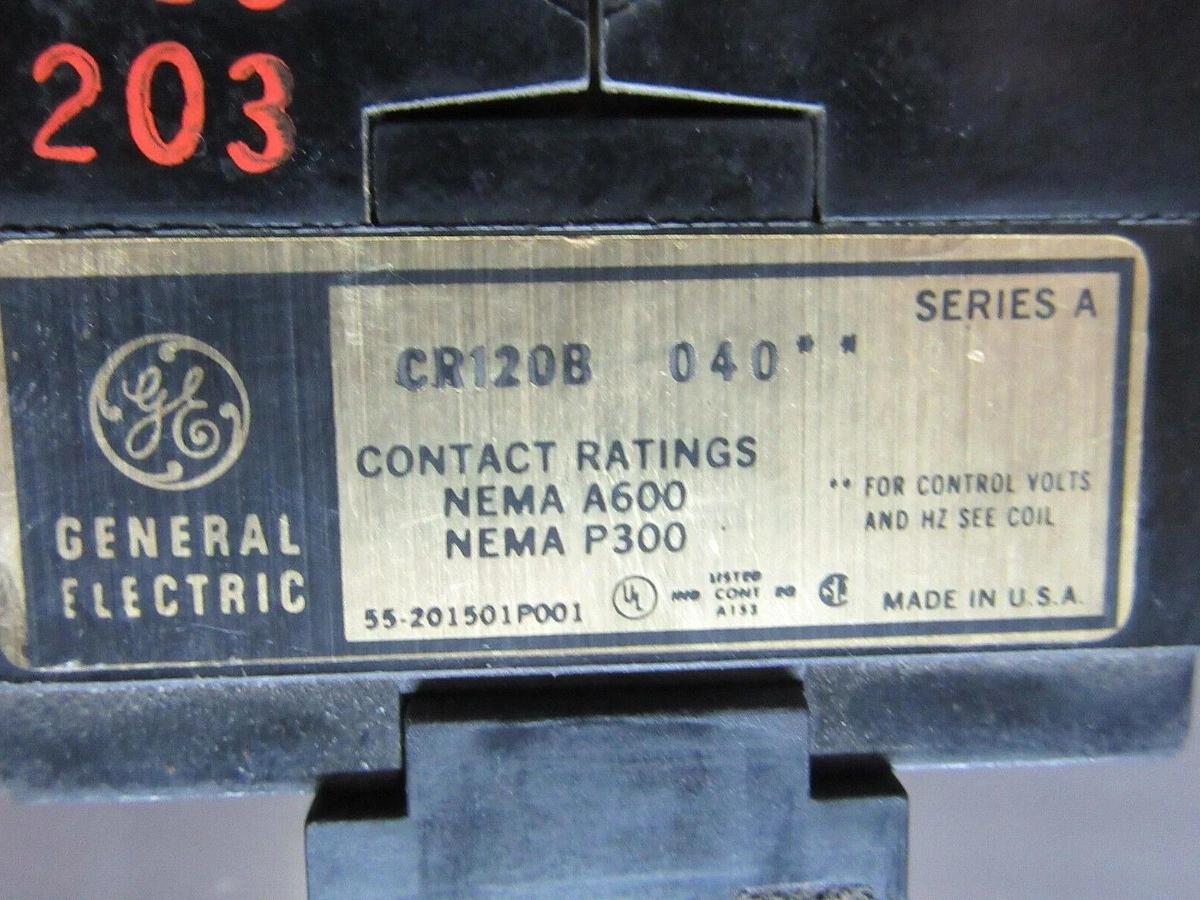 203
SERIES A
CR120B 040**
CONTACT RATINGS
NEMA A600
NEMA P300
** FOR CONTROL VOLTS
AND HZ SEE COIL
GE
GENERAL
ELECTRIC
55-201501P001
UL
LISTED
CONT
A153
MADE IN U.S.A.